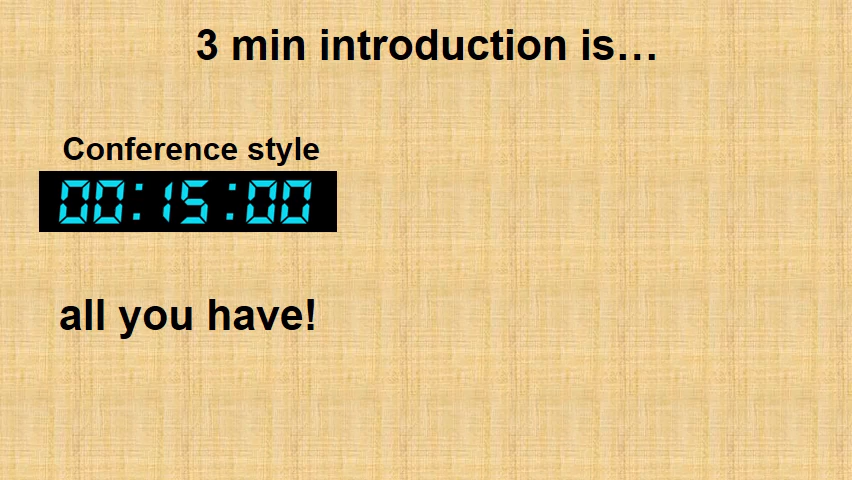 3 min introduction is…
Conference style
00:15:00
all you have!